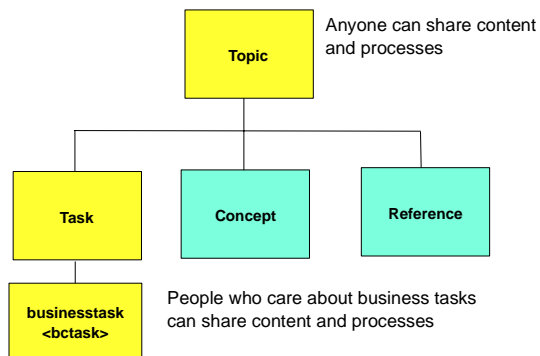 Anyone can share content
and processes
Topic
Task
Concept
Reference
businesstask
<bctask>
People who care about business tasks
can share content and processes